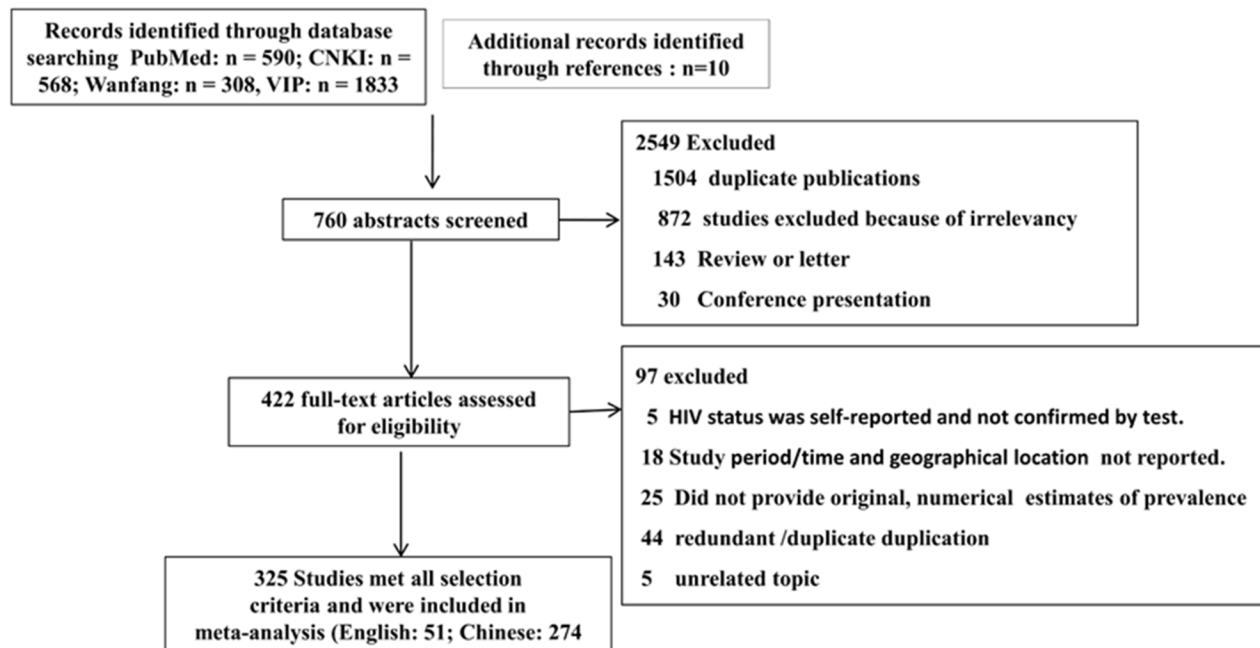 Records identified through database
searching PubMed: n = 590; CNKI: n =
568; Wanfang: n = 308, VIP: n = 1833
Additional records identified
through references : n=10
2549 Excluded
1504 duplicate publications
872 studies excluded because of irrelevancy
143 Review or letter
30 Conference presentation
760 abstracts screened
97 excluded
5 HIV status was self-reported and not confirmed by test.
18 Study period/time and geographical location not reported.
25 Did not provide original, numerical estimates of prevalence
44 redundant /duplicate duplication
5 unrelated topic
422 full-text articles assessed
for eligibility
325 Studies met all selection
criteria and were included in
meta-analysis (English: 51; Chinese: 274